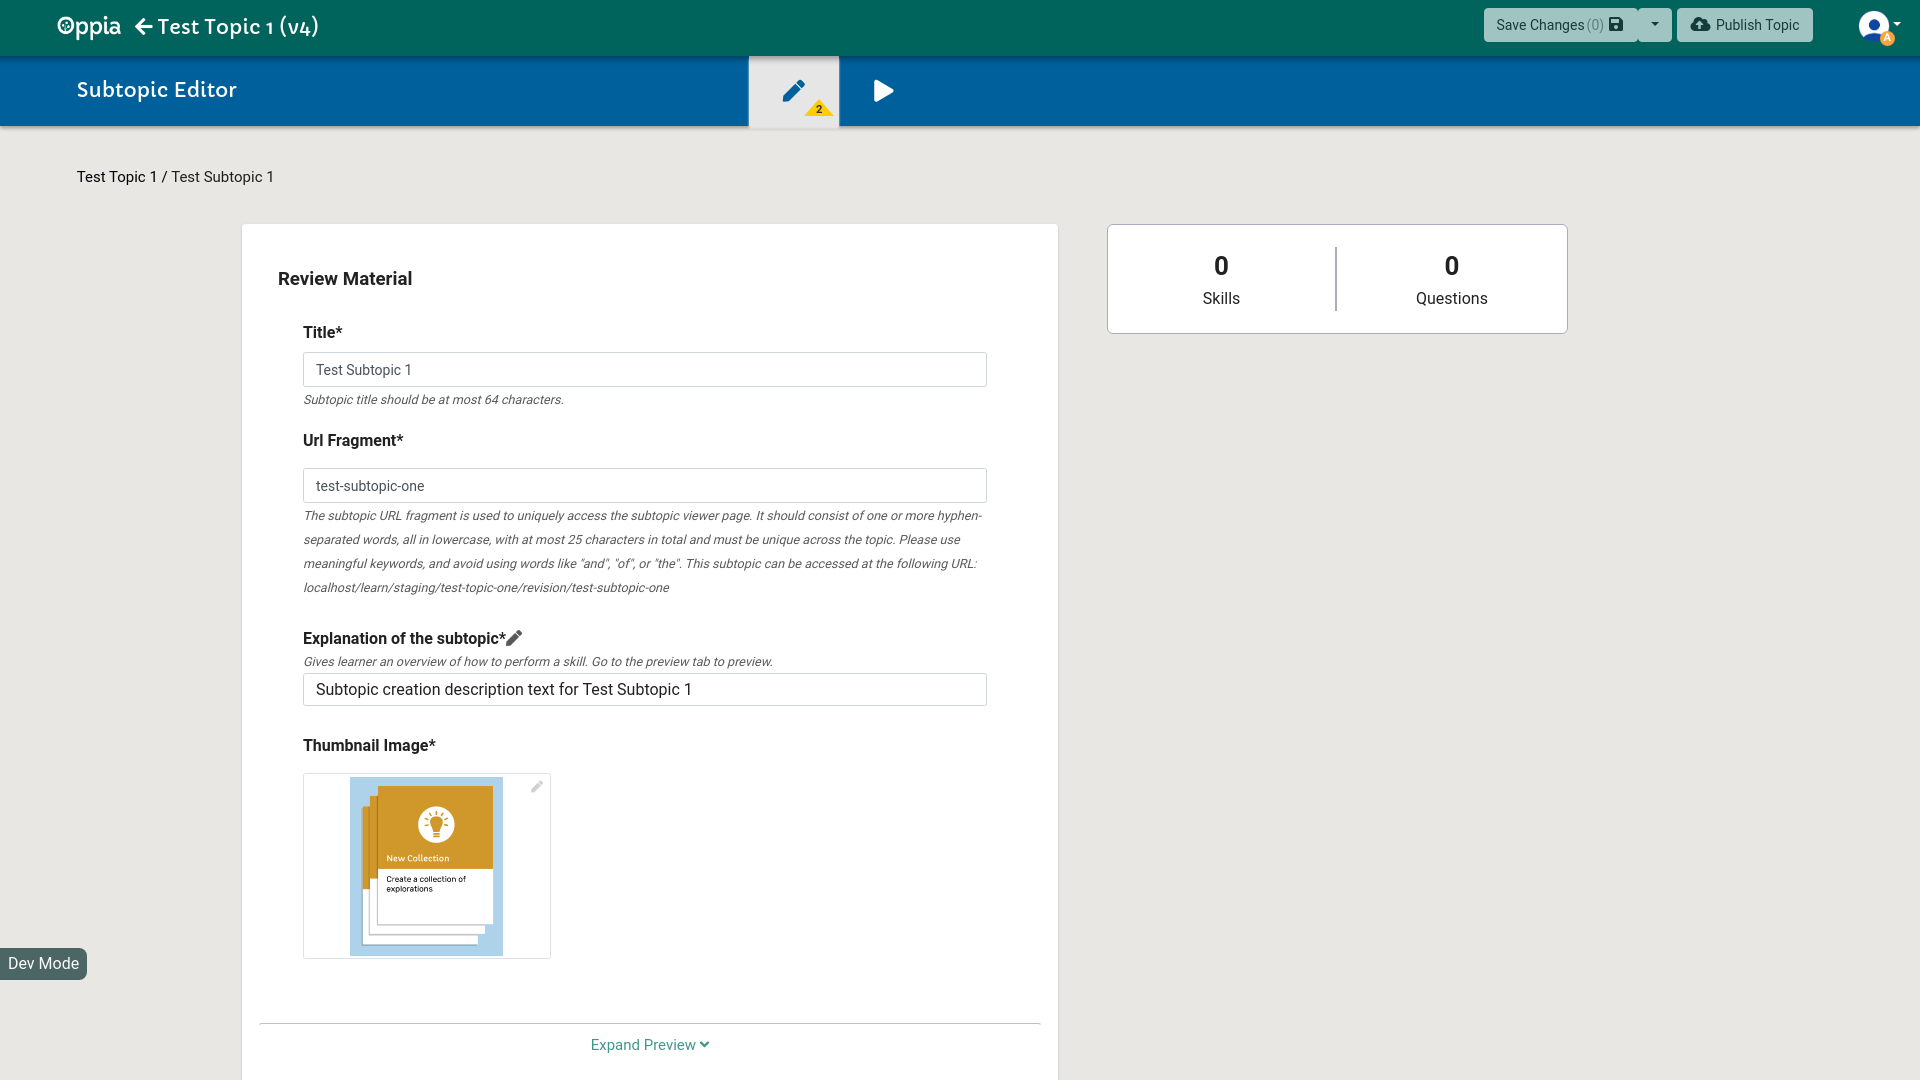 Oppia
Test Topic 1 (v4)
Save Changes (0)
Publish Topic
A
Subtopic Editor
2
Test Topic 1 / Test Subtopic 1
Review Material
Title*
Test Subtopic 1
Subtopic title should be at most 64 characters.
Url Fragment*
test-subtopic-one
The subtopic URL fragment is used to uniquely access the subtopic viewer page. It should consist of one or more hyphen-
separated words, all in lowercase, with at most 25 characters in total and must be unique across the topic. Please use
meaningful keywords, and avoid using words like "and", "of", or "the". This subtopic can be accessed at the following URL:
localhost/learn/staging/test-topic-one/revision/test-subtopic-one
Explanation of the subtopic*
Gives learner an overview of how to perform a skill. Go to the preview tab to preview.
Subtopic creation description text for Test Subtopic 1
Thumbnail Image*
New Collection
Create a collection of
explorations
Expand Preview
0
Skills
0
Questions
Dev Mode